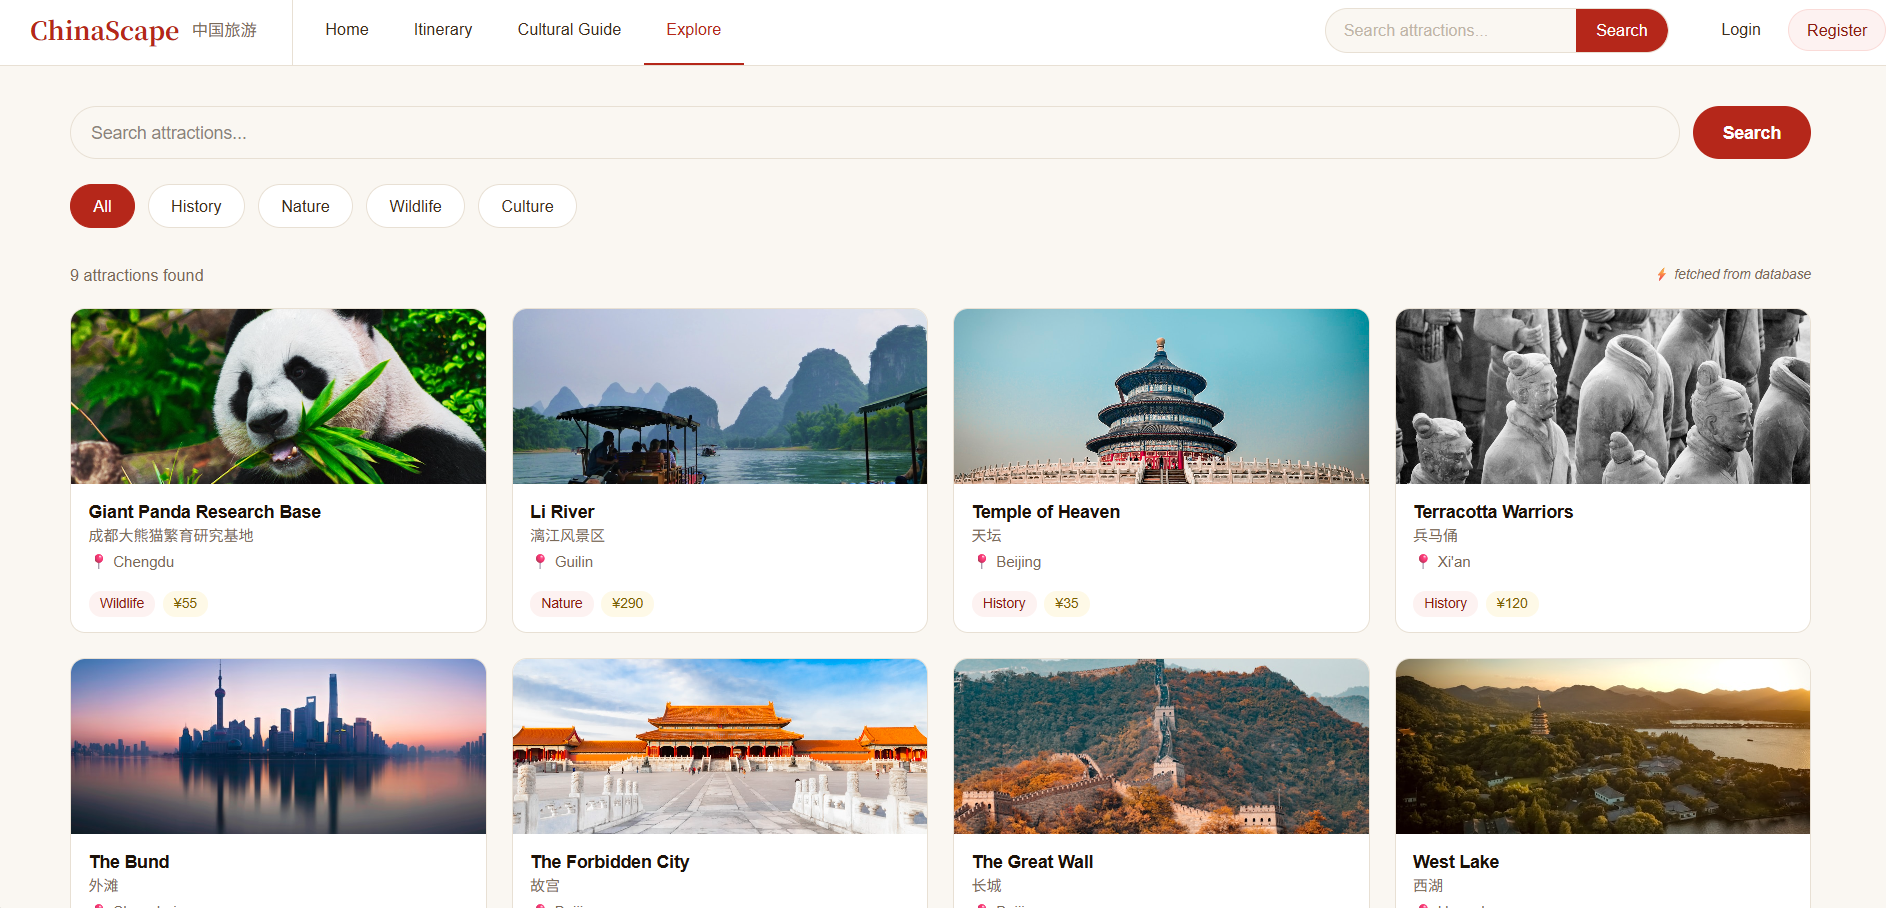 ChinaScape 中国旅游 Home Itinerary Cultural Guide Explore Search attractions... Search Login Register
Search attractions... Search
All History Nature Wildlife Culture
9 attractions found fetched from database
Giant Panda Research Base
成都大熊猫繁育研究基地
Chengdu
Wildlife ¥55
Li River
漓江风景区
Guilin
Nature ¥290
Temple of Heaven
天坛
Beijing
History ¥35
Terracotta Warriors
兵马俑
Xi'an
History ¥120
The Bund
外滩
The Forbidden City
故宫
The Great Wall
长城
West Lake
西湖